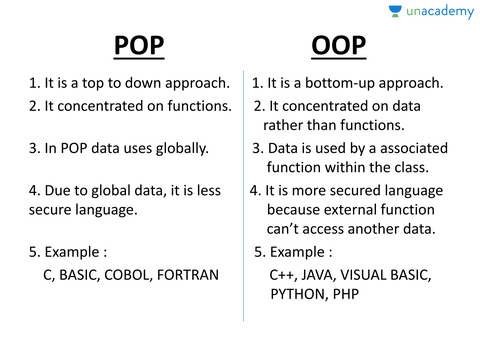 unacademy
POP
1. It is a top to down approach.
2. It concentrated on functions.
3. In POP data uses globally.
4. Due to global data, it is less
secure language.
5. Example :
C, BASIC, COBOL, FORTRAN
OOP
1. It is a bottom-up approach.
2. It concentrated on data
rather than functions.
3. Data is used by a associated
function within the class.
4. It is more secured language
because external function
can’t access another data.
5. Example :
C++, JAVA, VISUAL BASIC,
PYTHON, PHP